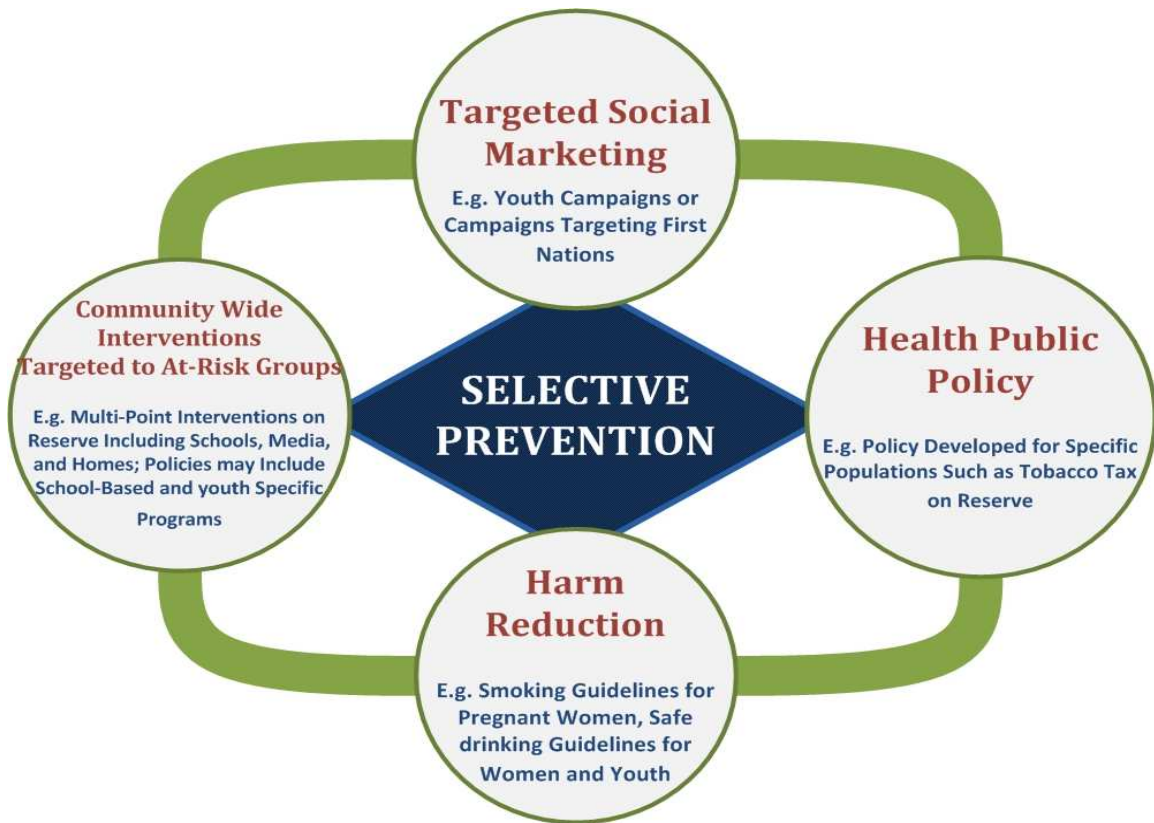 Targeted Social
Marketing
E.g. Youth Campaigns or
Campaigns Targeting First
Nations
Community Wide
Interventions
Targeted to At-Risk Groups
E.g. Multi-Point Interventions on
Reserve Including Schools, Media,
and Homes; Policies may Include
School-Based and youth Specific
Programs
SELECTIVE
PREVENTION
Health Public
Policy
E.g. Policy Developed for Specific
Populations Such as Tobacco Tax
on Reserve
Harm
Reduction
E.g. Smoking Guidelines for
Pregnant Women, Safe
drinking Guidelines for
Women and Youth